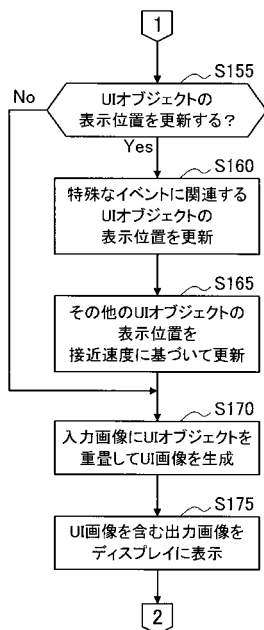 1
S155
No
UIオブジェクトの
表示位置を更新する？
Yes
S160
特殊なイベントに関連する
UIオブジェクトの
表示位置を更新
S165
その他のUIオブジェクトの
表示位置を
接近速度に基づいて更新
S170
入力画像にUIオブジェクトを
重畳してUI画像を生成
S175
UI画像を含む出力画像を
ディスプレイに表示
2